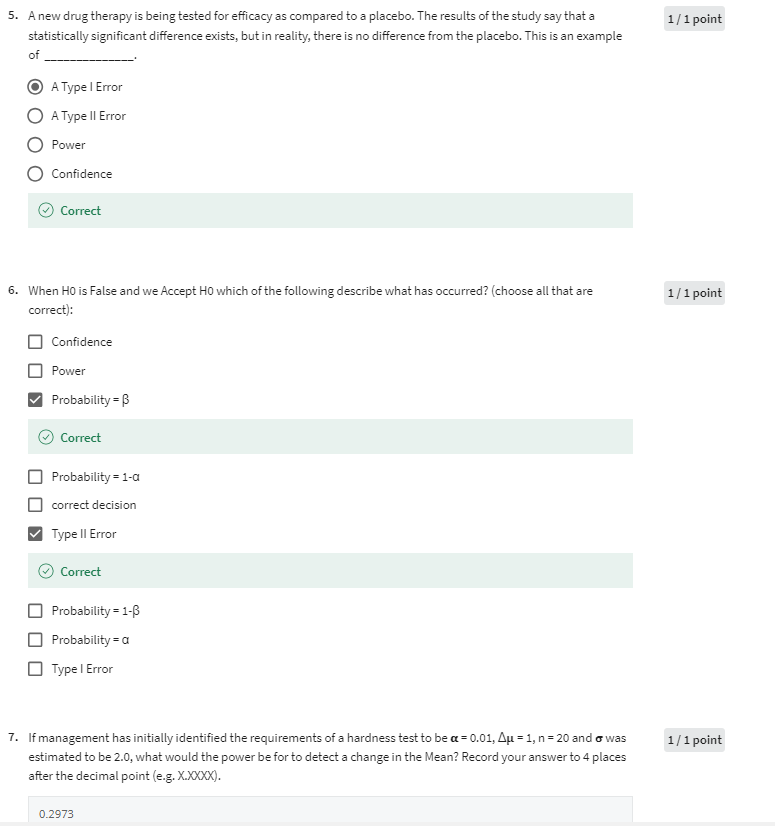 5. A new drug therapy is being tested for efficacy as compared to a placebo. The results of the study say that a
1 / 1 point
statistically significant difference exists, but in reality, there is no difference from the placebo. This is an example
of ______________.
A Type I Error
A Type II Error
Power
Confidence
Correct
6. When H0 is False and we Accept H0 which of the following describe what has occurred? (choose all that are
1 / 1 point
correct):
Confidence
Power
Probability = β
Correct
Probability = 1-α
correct decision
Type II Error
Correct
Probability = 1-β
Probability = α
Type I Error
7. If management has initially identified the requirements of a hardness test to be α = 0.01, Δμ = 1, n = 20 and σ was
1 / 1 point
estimated to be 2.0, what would the power be for to detect a change in the Mean? Record your answer to 4 places
after the decimal point (e.g. X.XXXX).
0.2973